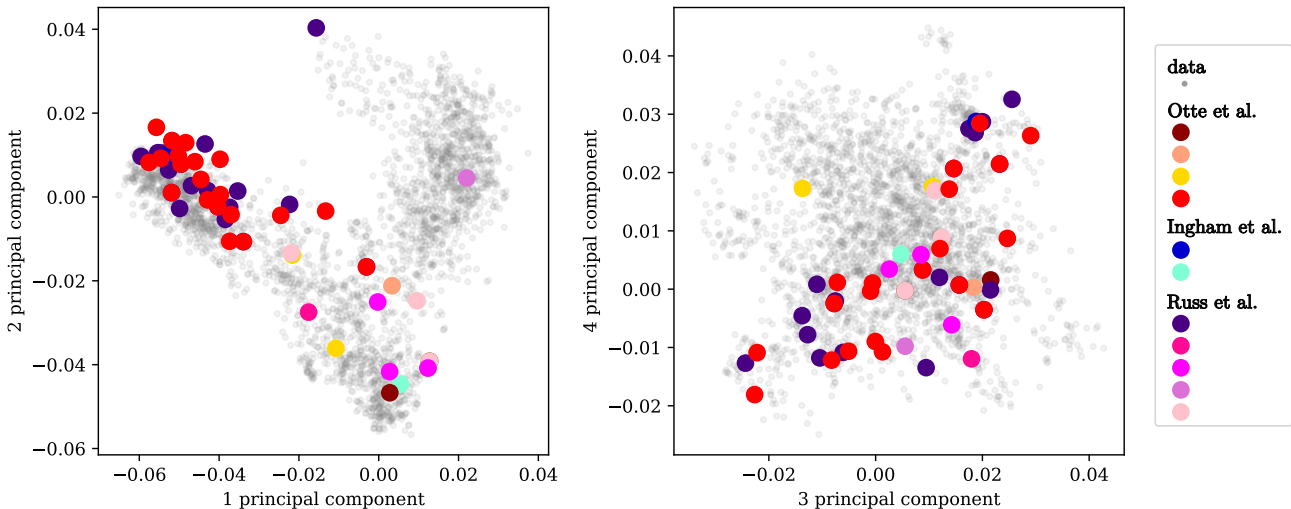 0.04
0.02
0.00
−0.02
−0.04
−0.06
2 principal component
−0.06
−0.04
−0.02
0.00
0.02
0.04
1 principal component
0.04
0.03
0.02
0.01
0.00
−0.01
−0.02
4 principal component
−0.02
0.00
0.02
0.04
3 principal component
data
Otte et al.
Ingham et al.
Russ et al.